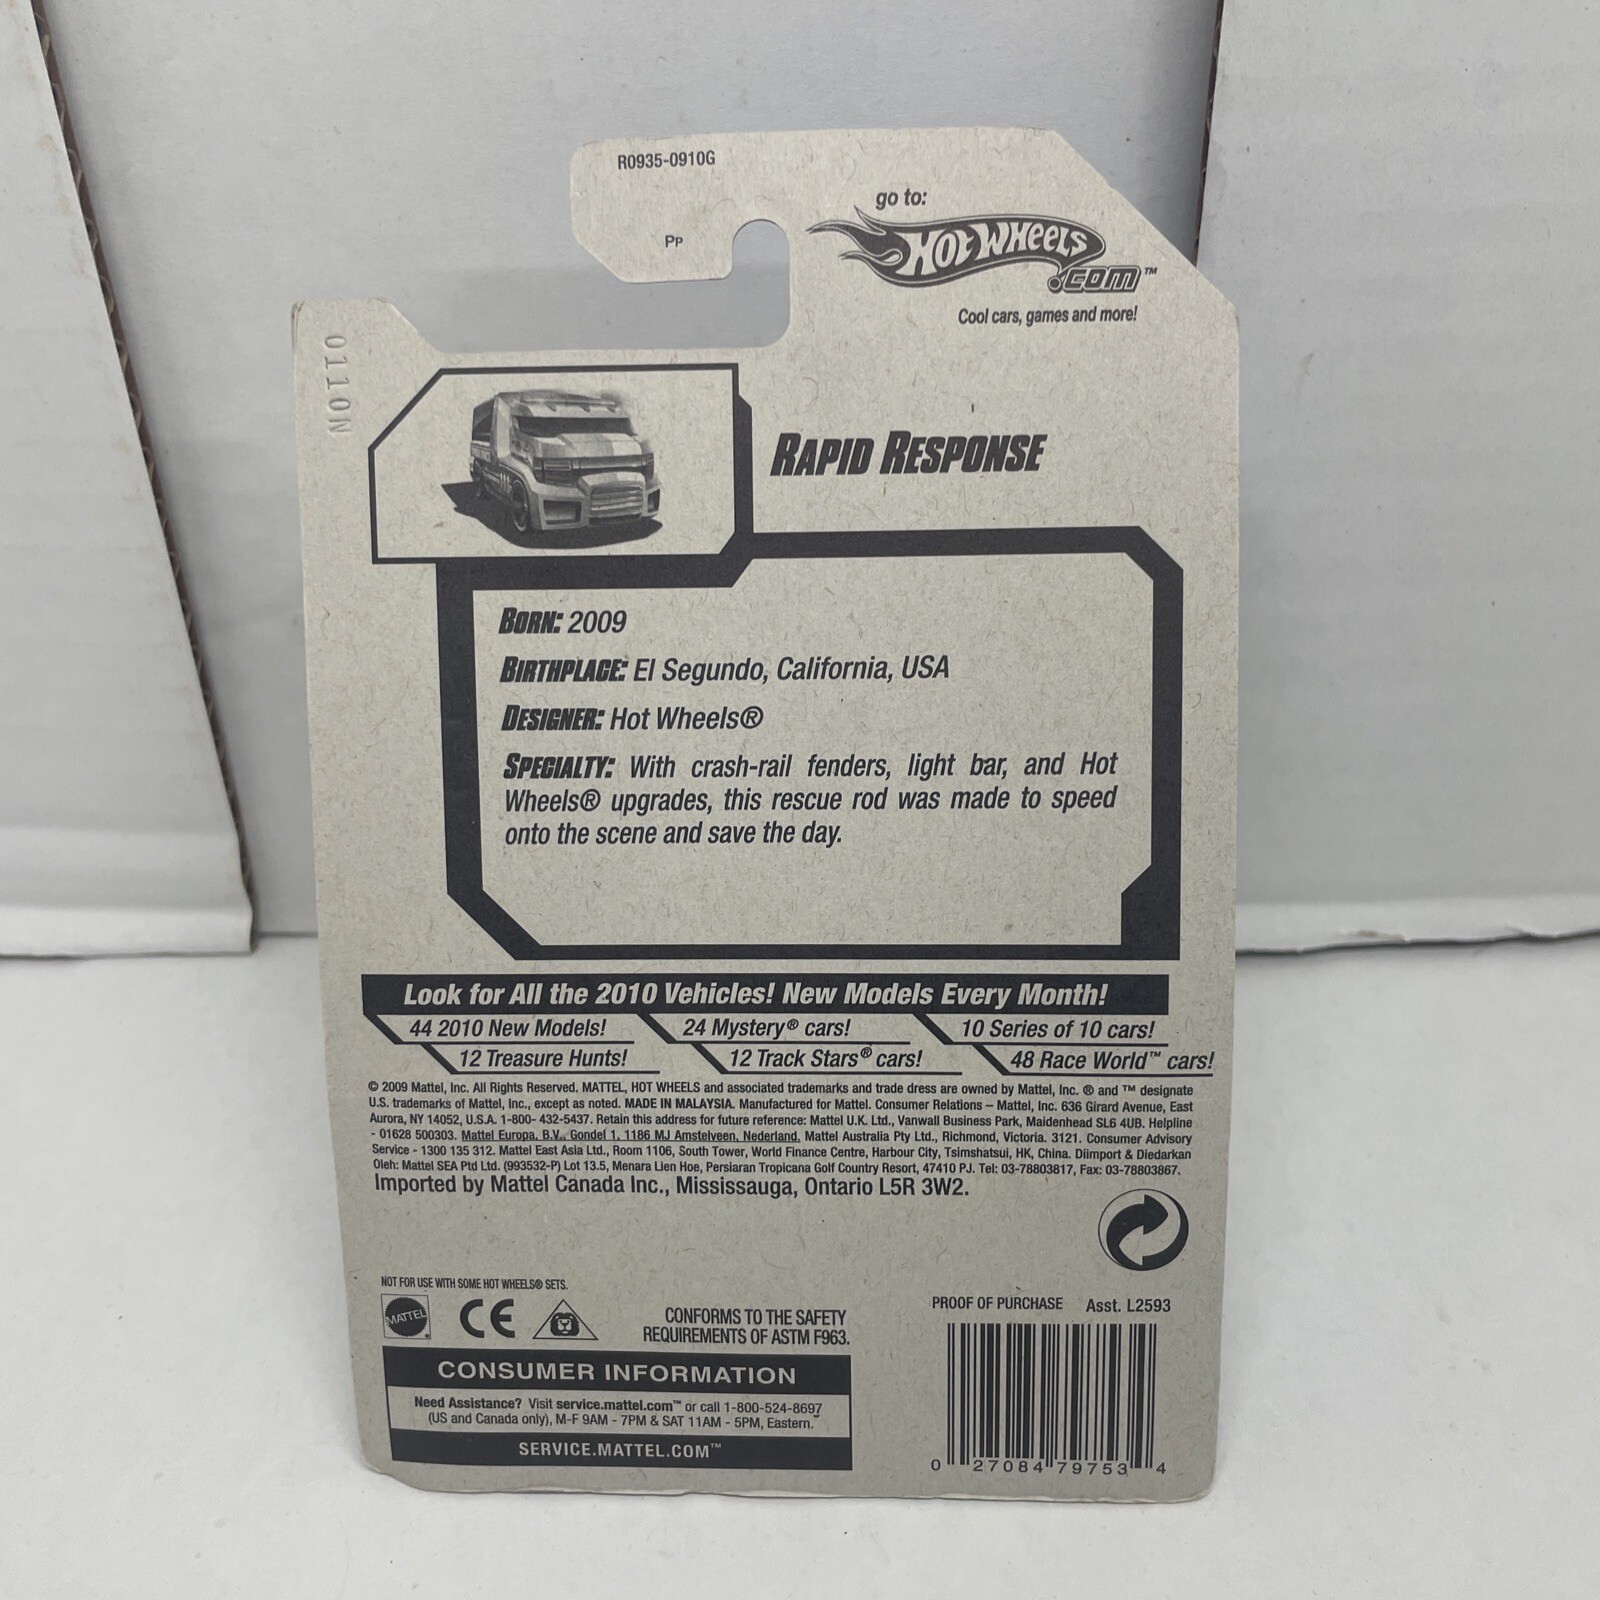 R0935-0910G
go to:
PP
HOT WHEELS
.COM™
Cool cars, games and more!
0110N
RAPID RESPONSE
BORN: 2009
BIRTHPLACE: El Segundo, California, USA
DESIGNER: Hot Wheels®
SPECIALTY: With crash-rail fenders, light bar, and Hot
Wheels® upgrades, this rescue rod was made to speed
onto the scene and save the day.
Look for All the 2010 Vehicles! New Models Every Month!
44 2010 New Models! 24 Mystery® cars! 10 Series of 10 cars!
12 Treasure Hunts! 12 Track Stars® cars! 48 Race World™ cars!
© 2009 Mattel, Inc. All Rights Reserved. MATTEL, HOT WHEELS and associated trademarks and trade dress are owned by Mattel, Inc. ® and ™ designate
U.S. trademarks of Mattel, Inc., except as noted. MADE IN MALAYSIA. Manufactured for Mattel. Consumer Relations – Mattel, Inc. 636 Girard Avenue, East
Aurora, NY 14052, U.S.A. 1-800- 432-5437. Retain this address for future reference: Mattel U.K. Ltd., Vanwall Business Park, Maidenhead SL6 4UB. Helpline
- 01628 500303. Mattel Europa, B.V., Gondel 1, 1186 MJ Amstelveen, Nederland. Mattel Australia Pty Ltd., Richmond, Victoria. 3121. Consumer Advisory
Service - 1300 135 312. Mattel East Asia Ltd., Room 1106, South Tower, World Finance Centre, Harbour City, Tsimshatsui, HK, China. Diimport & Diedarkan
Oleh: Mattel SEA Ptd Ltd. (993532-P) Lot 13.5, Menara Lien Hoe, Persiaran Tropicana Golf Country Resort, 47410 PJ. Tel: 03-78803817, Fax: 03-78803867.
Imported by Mattel Canada Inc., Mississauga, Ontario L5R 3W2.
NOT FOR USE WITH SOME HOT WHEELS® SETS.
MATTEL
CE
CONFORMS TO THE SAFETY
REQUIREMENTS OF ASTM F963.
PROOF OF PURCHASE Asst. L2593
CONSUMER INFORMATION
Need Assistance? Visit service.mattel.com™ or call 1-800-524-8697
(US and Canada only), M-F 9AM - 7PM & SAT 11AM - 5PM, Eastern.
SERVICE.MATTEL.COM™
0 27084 79753 4